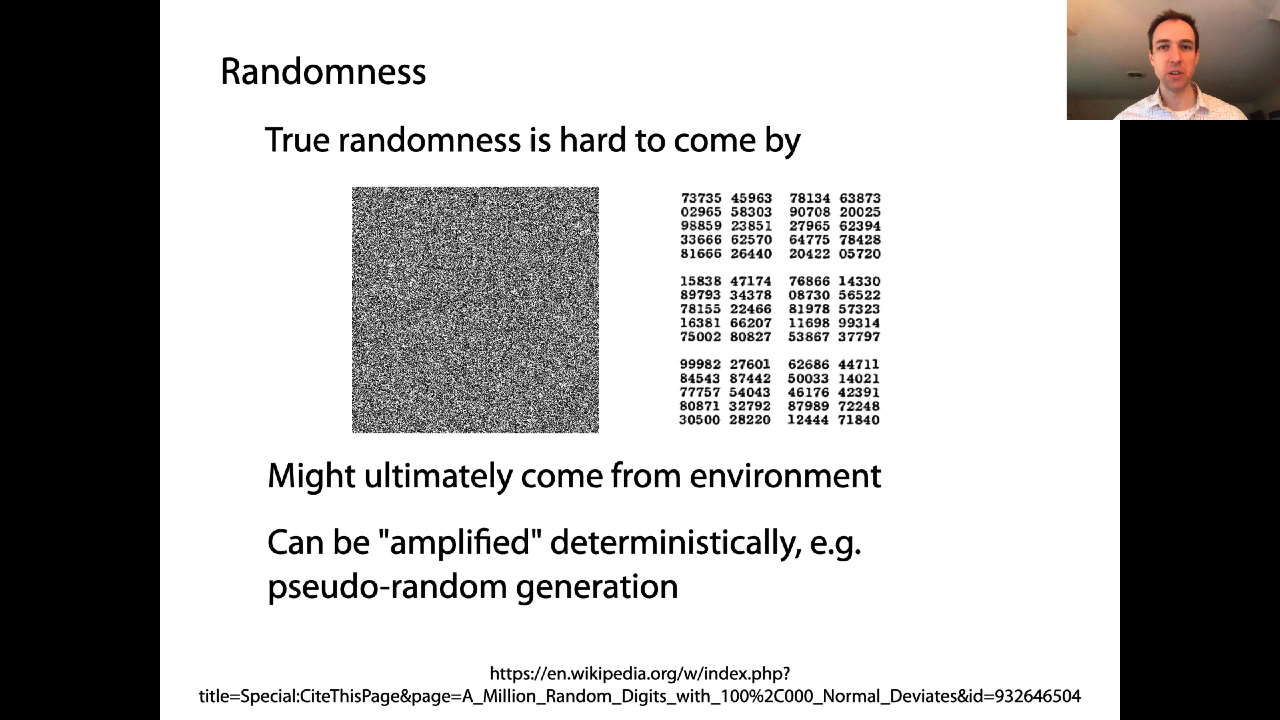 Randomness
True randomness is hard to come by
73735 45963 78134 63873
02965 58303 90708 20025
98859 23851 27965 62394
33666 62570 64775 78428
81666 26440 20422 05720
15838 47174 76866 14330
89793 34378 08730 56522
78155 22466 81978 57323
16381 66207 11698 99314
75002 80827 53867 37797
99982 27601 62686 44711
84543 87442 50033 14021
77757 54043 46176 42391
80871 32792 87989 72248
30500 28220 12444 71840
Might ultimately come from environment
Can be "amplified" deterministically, e.g.
pseudo-random generation
https://en.wikipedia.org/w/index.php?
title=Special:CiteThisPage&page=A_Million_Random_Digits_with_100%2C000_Normal_Deviates&id=932646504